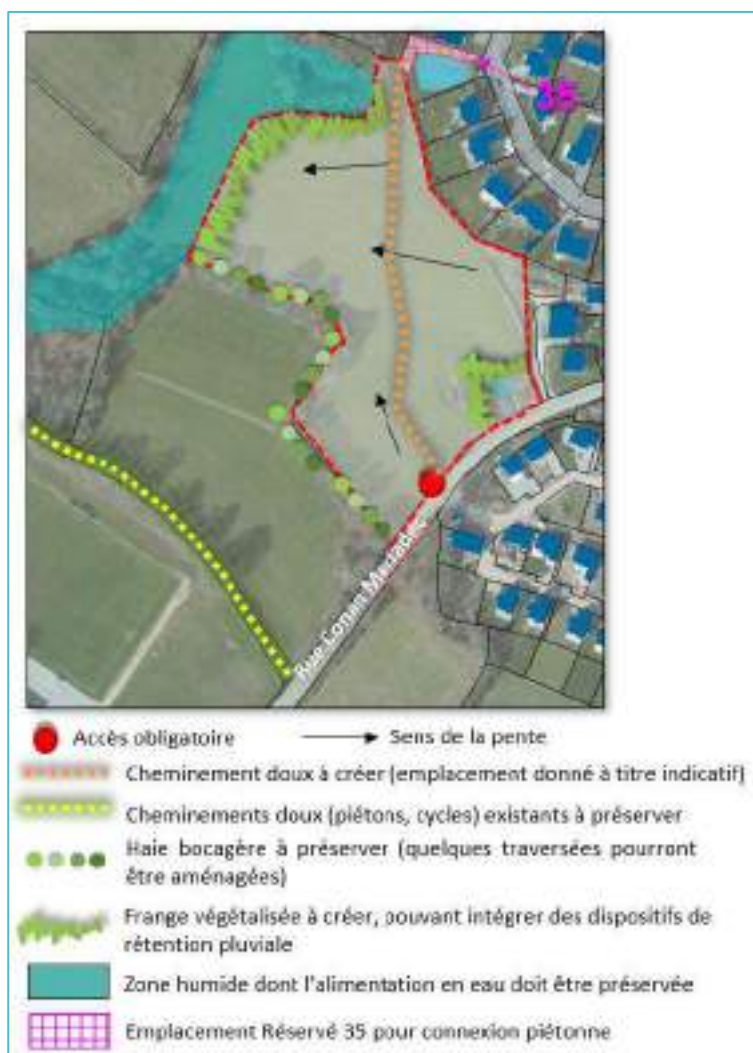 35
Rue Conan Mériadec
Accès obligatoire
Sens de la pente
Cheminement doux à créer (emplacement donné à titre indicatif)
Cheminements doux (piétons, cycles) existants à préserver
Haie bocagère à préserver (quelques traversées pourront
être aménagées)
Frange végétalisée à créer, pouvant intégrer des dispositifs de
rétention pluviale
Zone humide dont l'alimentation en eau doit être préservée
Emplacement Réservé 35 pour connexion piétonne